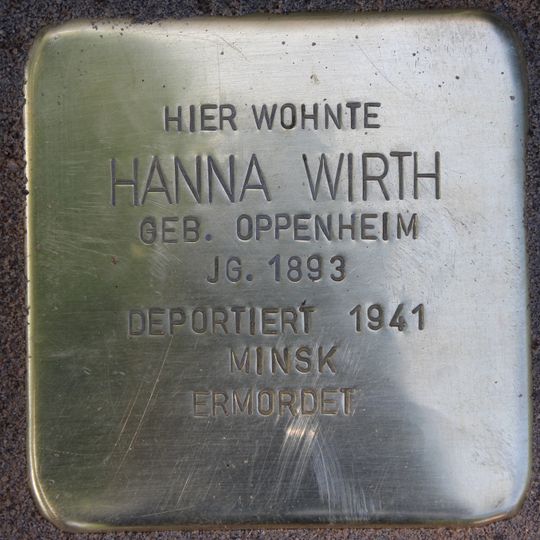 HIER WOHNTE
HANNA WIRTH
GEB. OPPENHEIM
JG. 1893
DEPORTIERT 1941
MINSK
ERMORDET